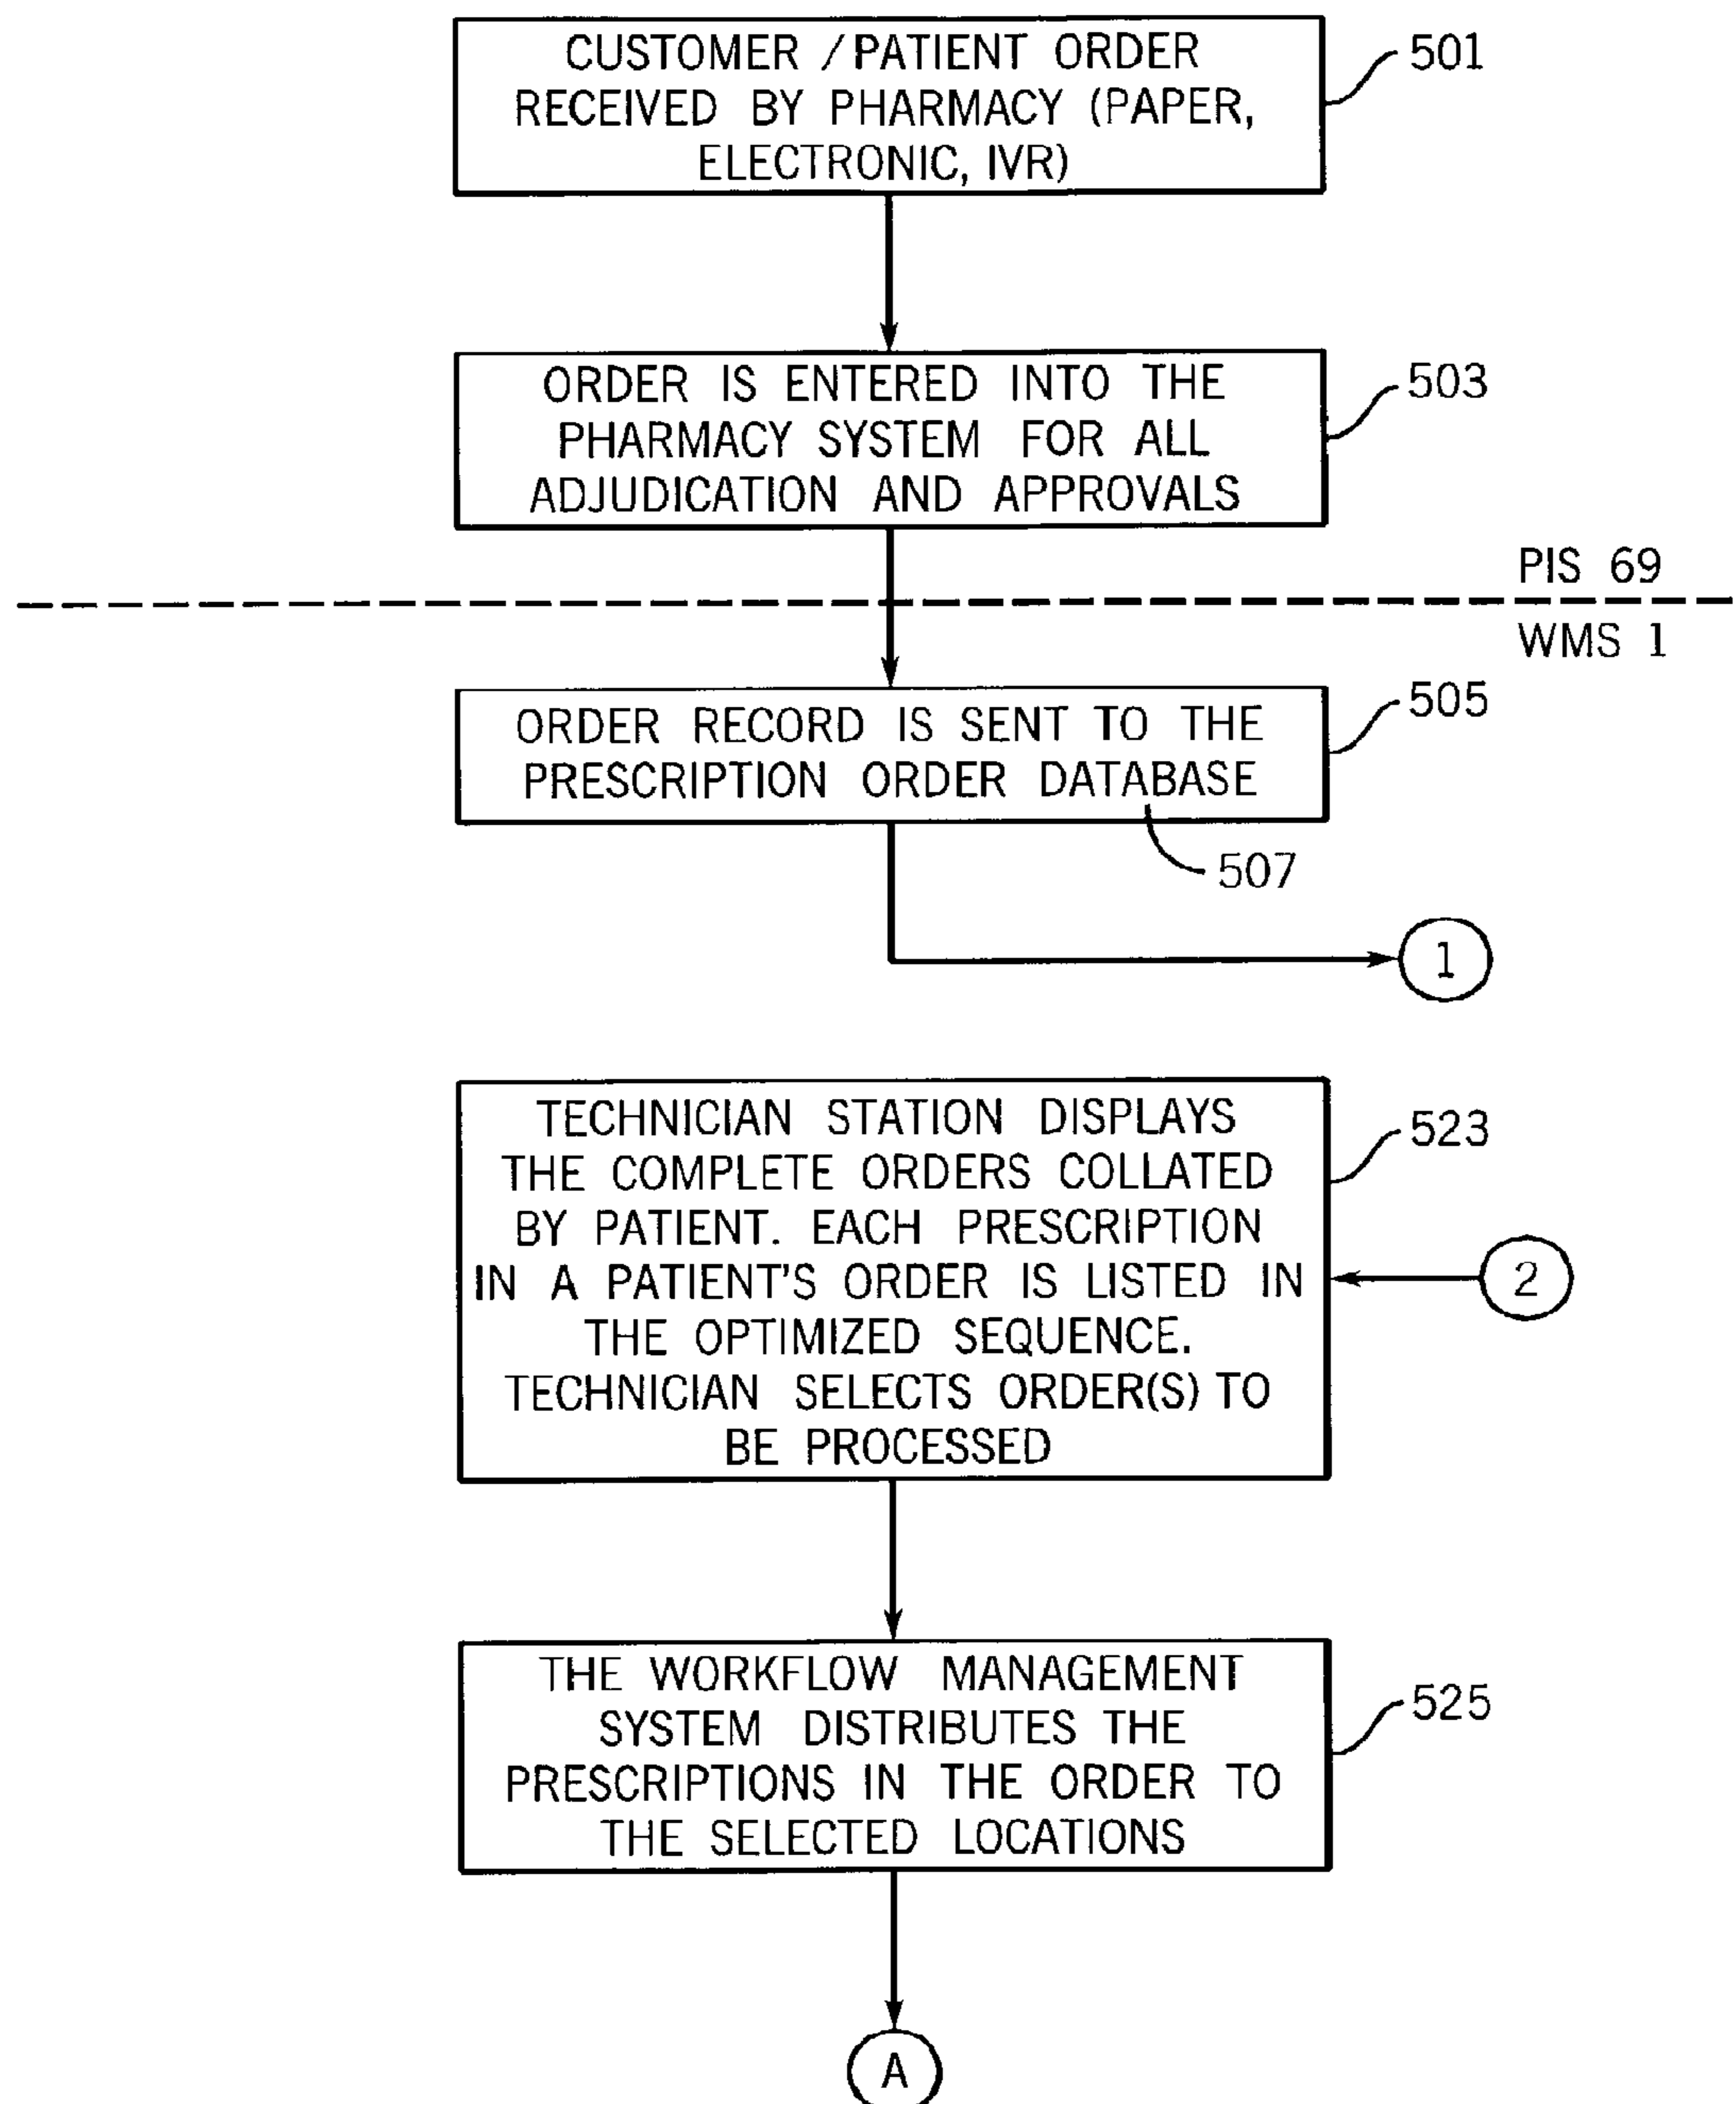 CUSTOMER / PATIENT ORDER
RECEIVED BY PHARMACY (PAPER,
ELECTRONIC, IVR)
501
ORDER IS ENTERED INTO THE
PHARMACY SYSTEM FOR ALL
ADJUDICATION AND APPROVALS
503
PIS 69
WMS 1
ORDER RECORD IS SENT TO THE
PRESCRIPTION ORDER DATABASE
505
507
1
TECHNICIAN STATION DISPLAYS
THE COMPLETE ORDERS COLLATED
BY PATIENT. EACH PRESCRIPTION
IN A PATIENT'S ORDER IS LISTED IN
THE OPTIMIZED SEQUENCE.
TECHNICIAN SELECTS ORDER(S) TO
BE PROCESSED
523
2
THE WORKFLOW MANAGEMENT
SYSTEM DISTRIBUTES THE
PRESCRIPTIONS IN THE ORDER TO
THE SELECTED LOCATIONS
525
A